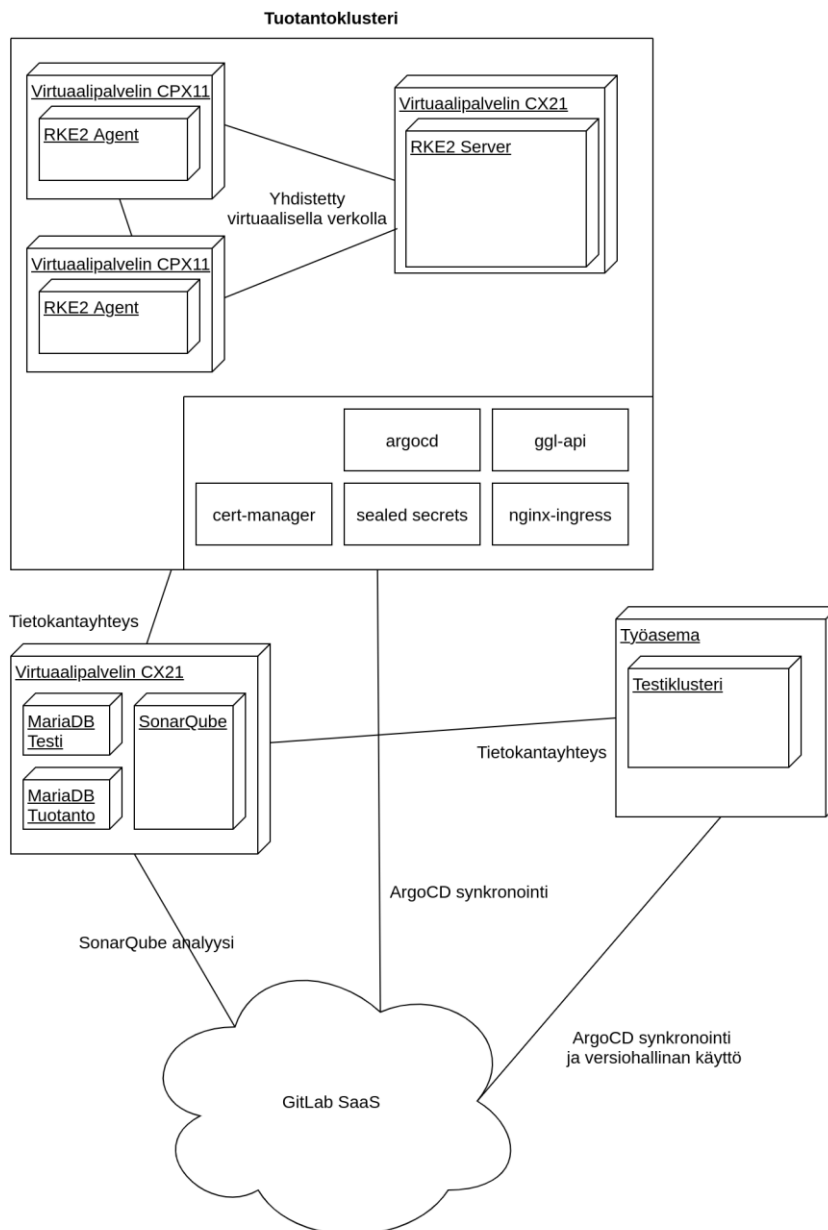 Tuotantoklusteri
Virtuaalipalvelin CPX11
RKE2 Agent
Virtuaalipalvelin CX21
RKE2 Server
Yhdistetty
virtuaalisella verkolla
Virtuaalipalvelin CPX11
RKE2 Agent
argocd
ggl-api
cert-manager
sealed secrets
nginx-ingress
Tietokantayhteys
Virtuaalipalvelin CX21
MariaDB
Testi
SonarQube
MariaDB
Tuotanto
Työasema
Testiklusteri
Tietokantayhteys
ArgoCD synkronointi
SonarQube analyysi
ArgoCD synkronointi
ja versiohallinan käyttö
GitLab SaaS